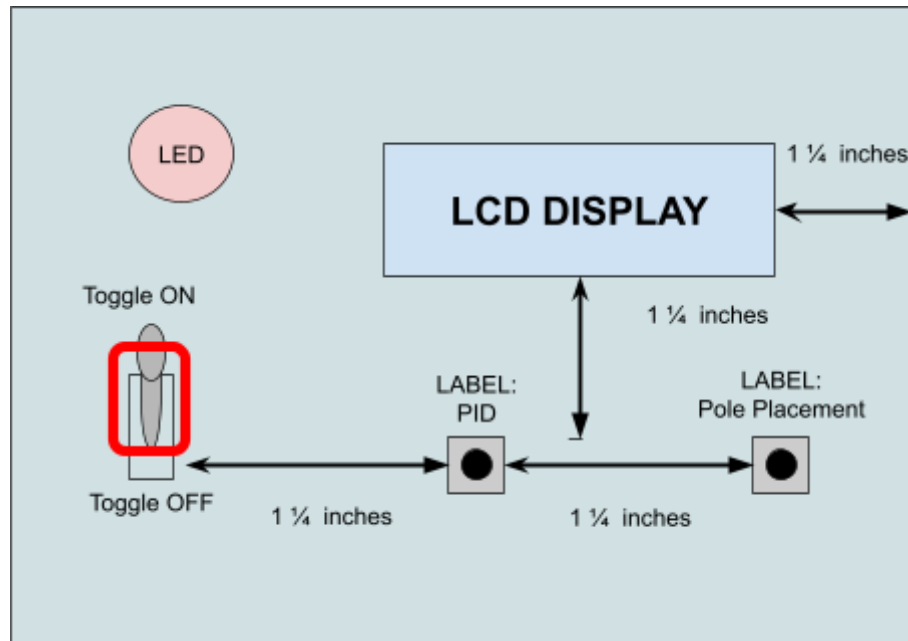 LED
1 ¼ inches
LCD DISPLAY
Toggle ON
1 ¼ inches
LABEL:
PID
LABEL:
Pole Placement
Toggle OFF
1 ¼ inches
1 ¼ inches